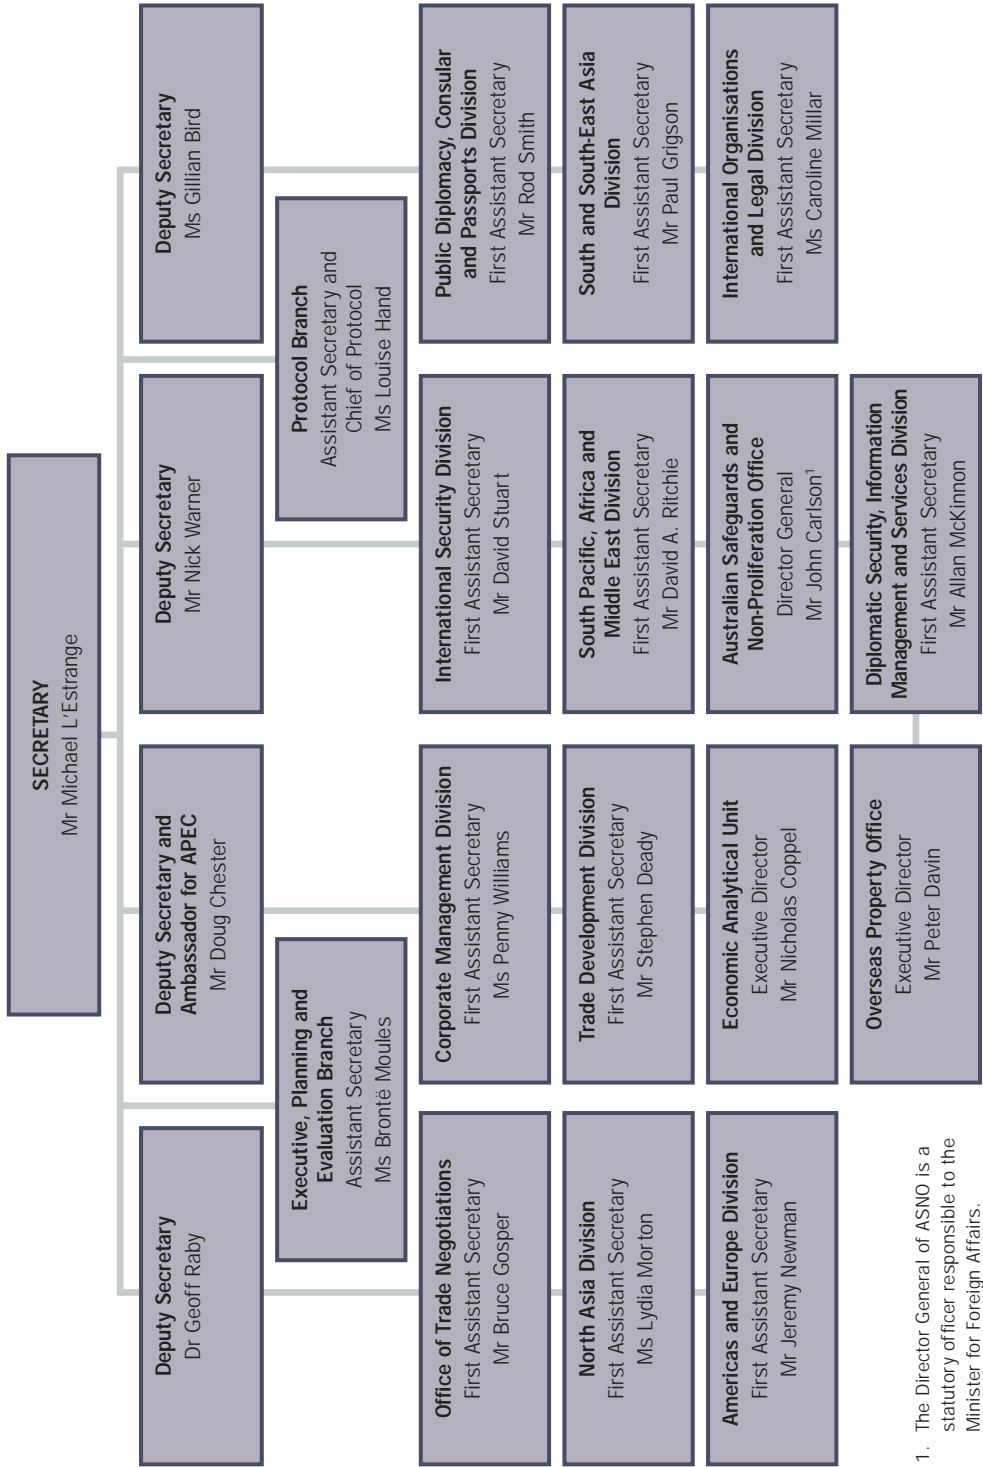 SECRETARY
Mr Michael L'Estrange
Deputy Secretary
Dr Geoff Raby
Deputy Secretary and
Ambassador for APEC
Mr Doug Chester
Deputy Secretary
Mr Nick Warner
Deputy Secretary
Ms Gillian Bird
Executive, Planning and
Evaluation Branch
Assistant Secretary
Ms Brontë Moules
Protocol Branch
Assistant Secretary and
Chief of Protocol
Ms Louise Hand
Office of Trade Negotiations
First Assistant Secretary
Mr Bruce Gosper
Corporate Management Division
First Assistant Secretary
Ms Penny Williams
International Security Division
First Assistant Secretary
Mr David Stuart
Public Diplomacy, Consular
and Passports Division
First Assistant Secretary
Mr Rod Smith
North Asia Division
First Assistant Secretary
Ms Lydia Morton
Trade Development Division
First Assistant Secretary
Mr Stephen Deady
South Pacific, Africa and
Middle East Division
First Assistant Secretary
Mr David A. Ritchie
South and South-East Asia
Division
First Assistant Secretary
Mr Paul Grigson
Americas and Europe Division
First Assistant Secretary
Mr Jeremy Newman
Economic Analytical Unit
Executive Director
Mr Nicholas Coppel
Australian Safeguards and
Non-Proliferation Office
Director General
Mr John Carlson¹
International Organisations
and Legal Division
First Assistant Secretary
Ms Caroline Millar
Overseas Property Office
Executive Director
Mr Peter Davin
Diplomatic Security, Information
Management and Services Division
First Assistant Secretary
Mr Allan McKinnon
1. The Director General of ASNO is a
statutory officer responsible to the
Minister for Foreign Affairs.